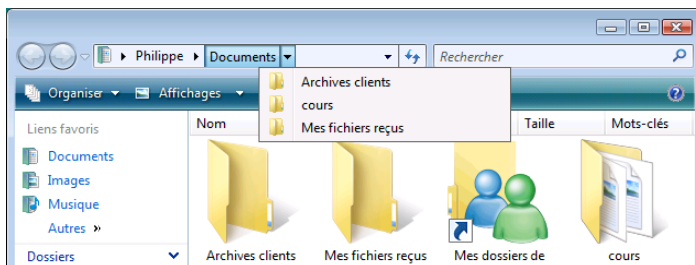 Philippe Documents Rechercher
Organiser Affichages
Archives clients
cours
Mes fichiers reçus
Liens favoris
Nom Taille Mots-clés
Documents
Images
Musique
Autres »
Dossiers
Archives clients Mes fichiers reçus Mes dossiers de cours